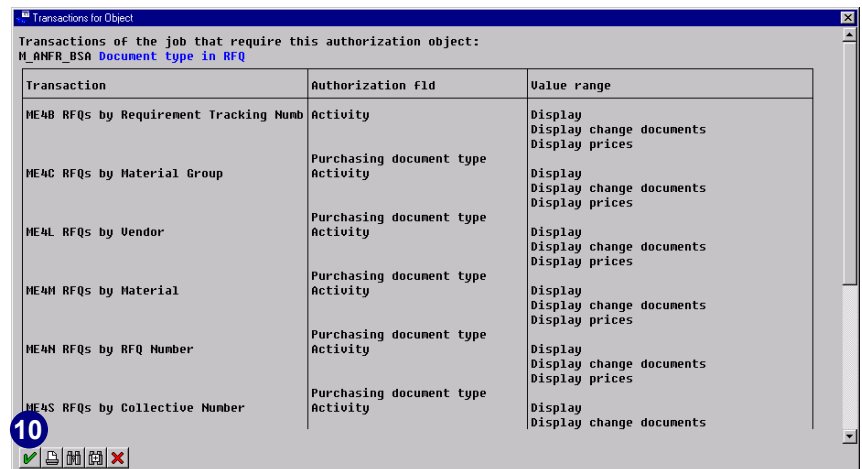 Transactions for Object
Transactions of the job that require this authorization object:
M_ANFR_BSA Document type in RFQ
Transaction Authorization fld Value range
ME4B RFQs by Requirement Tracking Numb Activity Display
Display change documents
Display prices
Purchasing document type
ME4C RFQs by Material Group Activity Display
Display change documents
Display prices
Purchasing document type
ME4L RFQs by Vendor Activity Display
Display change documents
Display prices
Purchasing document type
ME4M RFQs by Material Activity Display
Display change documents
Display prices
Purchasing document type
ME4N RFQs by RFQ Number Activity Display
Display change documents
Display prices
Purchasing document type
ME4S RFQs by Collective Number Activity Display
Display change documents
10